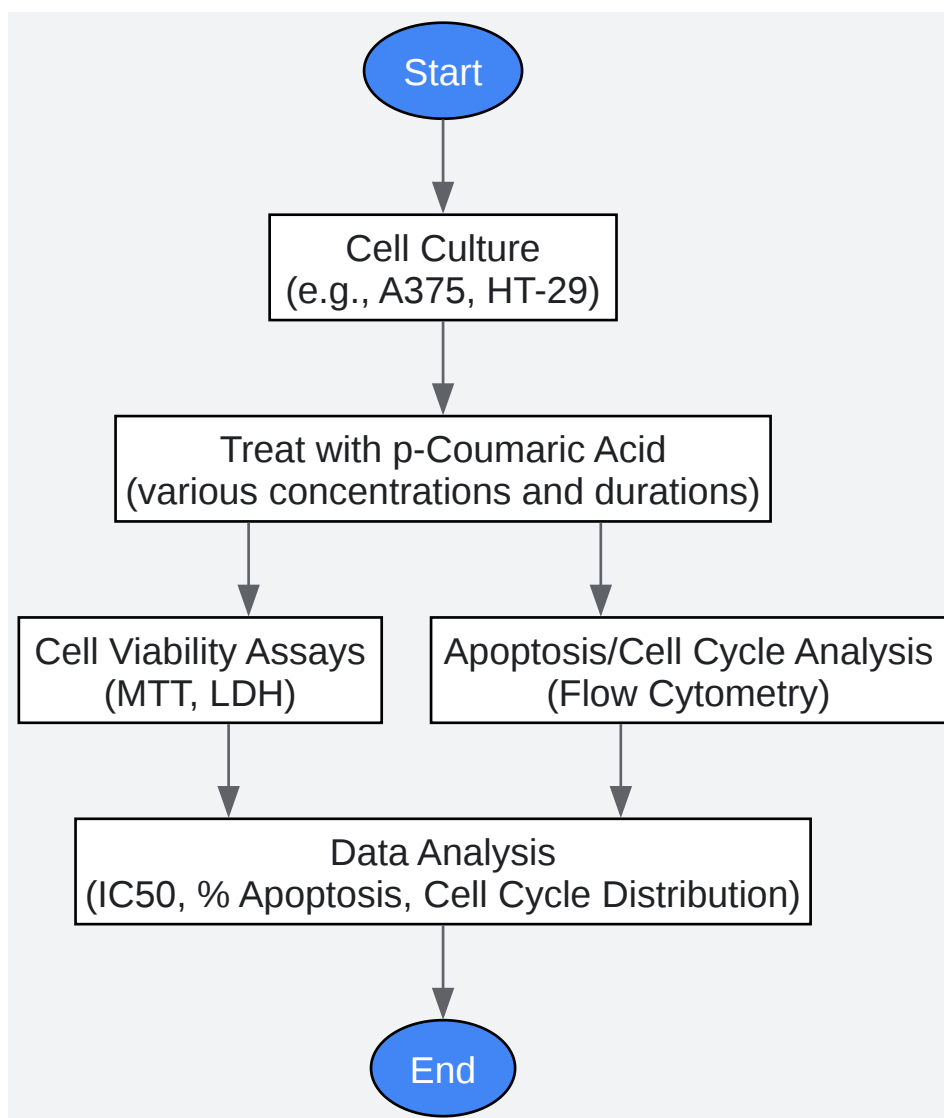 Start
Cell Culture
(e.g., A375, HT-29)
Treat with p-Coumaric Acid
(various concentrations and durations)
Cell Viability Assays
(MTT, LDH)
Apoptosis/Cell Cycle Analysis
(Flow Cytometry)
Data Analysis
(IC50, % Apoptosis, Cell Cycle Distribution)
End